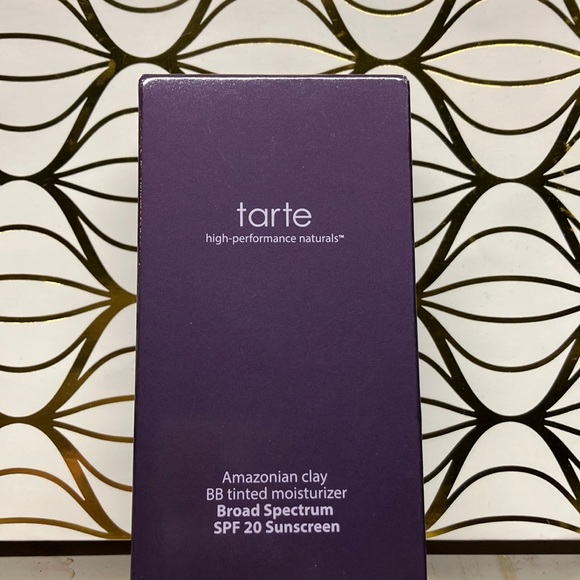 tarte
high-performance naturals™
Amazonian clay
BB tinted moisturizer
Broad Spectrum
SPF 20 Sunscreen